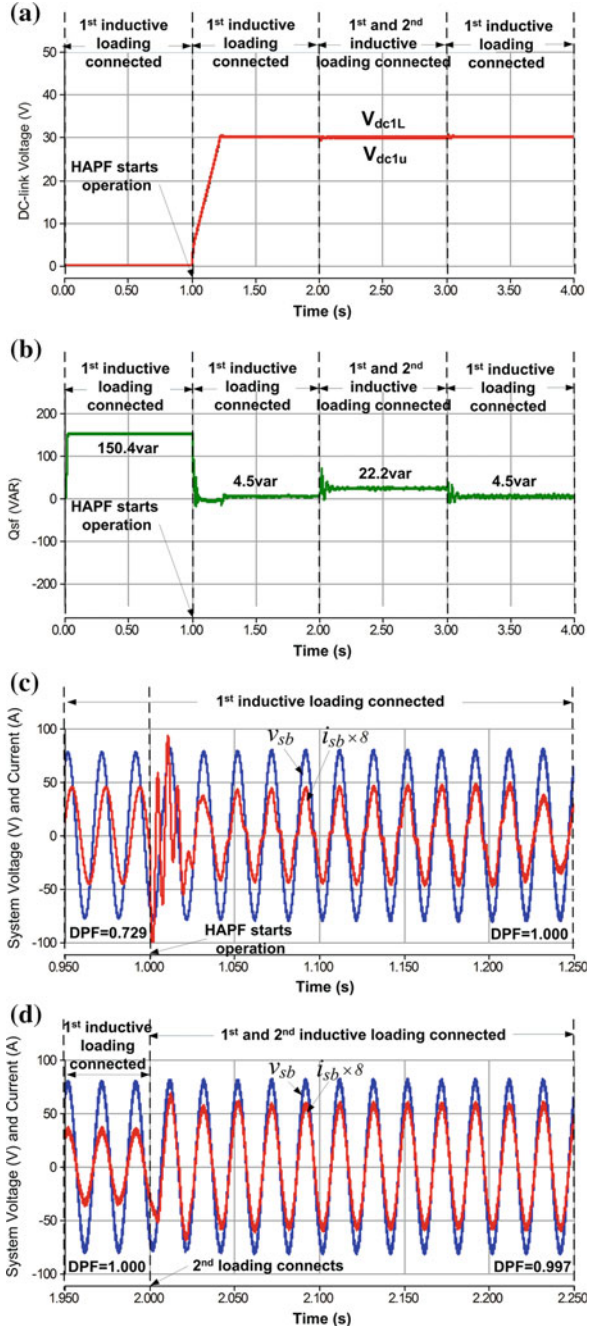 (a)
1st inductive loading connected
1st inductive loading connected
1st and 2nd inductive loading connected
1st inductive loading connected
DC-link Voltage (V)
50
40
30
20
10
0
Vdc1L
Vdc1u
HAPF starts operation
0.00 0.50 1.00 1.50 2.00 2.50 3.00 3.50 4.00
Time (s)
(b)
1st inductive loading connected
1st inductive loading connected
1st and 2nd inductive loading connected
1st inductive loading connected
Qsf (VAR)
200
100
0
-100
-200
150.4var
4.5var
22.2var
4.5var
HAPF starts operation
0.00 0.50 1.00 1.50 2.00 2.50 3.00 3.50 4.00
Time (s)
(c)
1st inductive loading connected
System Voltage (V) and Current (A)
100
50
0
-50
-100
vsb
isb×8
DPF=0.729
HAPF starts operation
DPF=1.000
0.950 1.000 1.050 1.100 1.150 1.200 1.250
Time (s)
(d)
1st inductive loading connected
1st and 2nd inductive loading connected
System Voltage (V) and Current (A)
100
50
0
-50
-100
vsb
isb×8
DPF=1.000
2nd loading connects
DPF=0.997
1.950 2.000 2.050 2.100 2.150 2.200 2.250
Time (s)